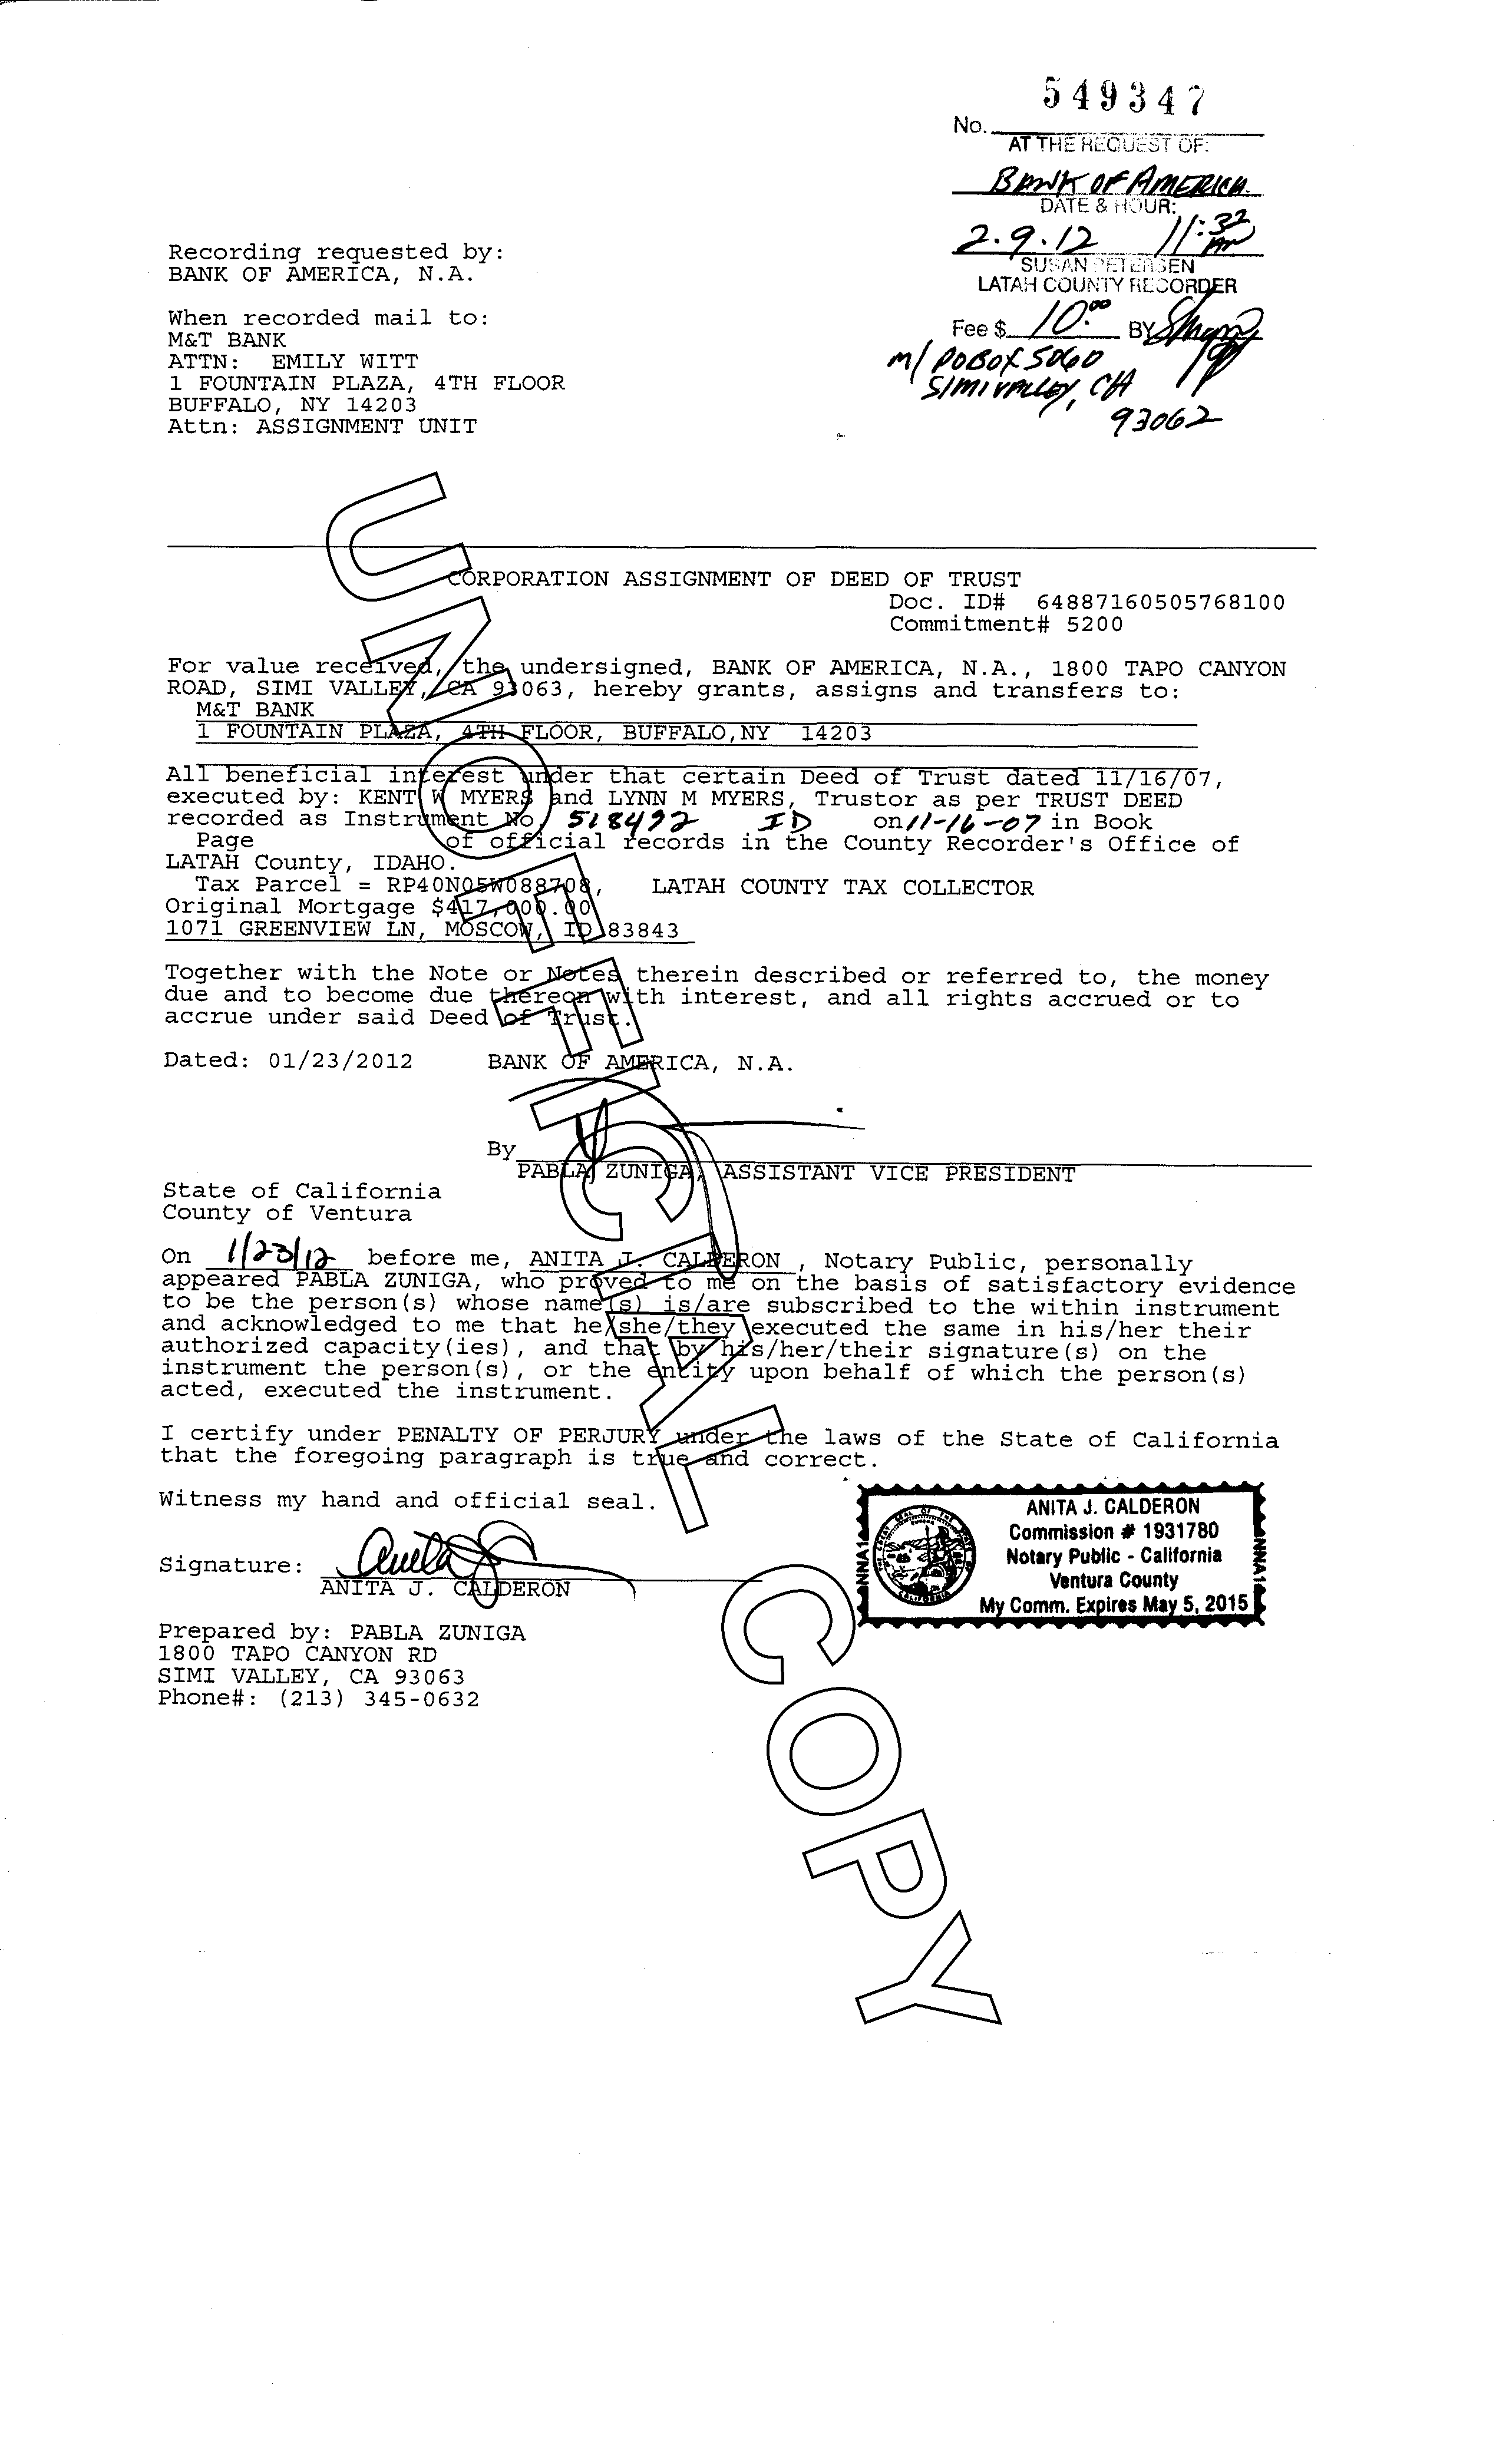 549347
No.
AT THE REQUEST OF:
BANK OF AMERICA
DATE & HOUR:
2.9.12 11:32 AM
SUSAN PETERSEN
LATAH COUNTY RECORDER
Fee $ 10.00 BY
m/ PO BOX 5060
SIMI VALLEY, CA
93062
Recording requested by:
BANK OF AMERICA, N.A.
When recorded mail to:
M&T BANK
ATTN: EMILY WITT
1 FOUNTAIN PLAZA, 4TH FLOOR
BUFFALO, NY 14203
Attn: ASSIGNMENT UNIT
CORPORATION ASSIGNMENT OF DEED OF TRUST
Doc. ID# 64887160505768100
Commitment# 5200
For value received, the undersigned, BANK OF AMERICA, N.A., 1800 TAPO CANYON
ROAD, SIMI VALLEY, CA 93063, hereby grants, assigns and transfers to:
M&T BANK
1 FOUNTAIN PLAZA, 4TH FLOOR, BUFFALO,NY 14203
All beneficial interest under that certain Deed of Trust dated 11/16/07,
executed by: KENT W MYERS and LYNN M MYERS, Trustor as per TRUST DEED
recorded as Instrument No. 518492 ID on 11-16-07 in Book
Page of official records in the County Recorder's Office of
LATAH County, IDAHO.
Tax Parcel = RP40N05W088708, LATAH COUNTY TAX COLLECTOR
Original Mortgage $417,000.00
1071 GREENVIEW LN, MOSCOW, ID 83843
Together with the Note or Notes therein described or referred to, the money
due and to become due thereon with interest, and all rights accrued or to
accrue under said Deed of Trust.
Dated: 01/23/2012 BANK OF AMERICA, N.A.
By
PABLA ZUNIGA, ASSISTANT VICE PRESIDENT
State of California
County of Ventura
On 1/23/12 before me, ANITA J. CALDERON , Notary Public, personally
appeared PABLA ZUNIGA, who proved to me on the basis of satisfactory evidence
to be the person(s) whose name(s) is/are subscribed to the within instrument
and acknowledged to me that he/she/they executed the same in his/her their
authorized capacity(ies), and that by his/her/their signature(s) on the
instrument the person(s), or the entity upon behalf of which the person(s)
acted, executed the instrument.
I certify under PENALTY OF PERJURY under the laws of the State of California
that the foregoing paragraph is true and correct.
Witness my hand and official seal.
Signature:
ANITA J. CALDERON
ANITA J. CALDERON
Commission # 1931780
Notary Public - California
Ventura County
My Comm. Expires May 5, 2015
NNA1
NNA1
Prepared by: PABLA ZUNIGA
1800 TAPO CANYON RD
SIMI VALLEY, CA 93063
Phone#: (213) 345-0632
UNOFFICIAL COPY